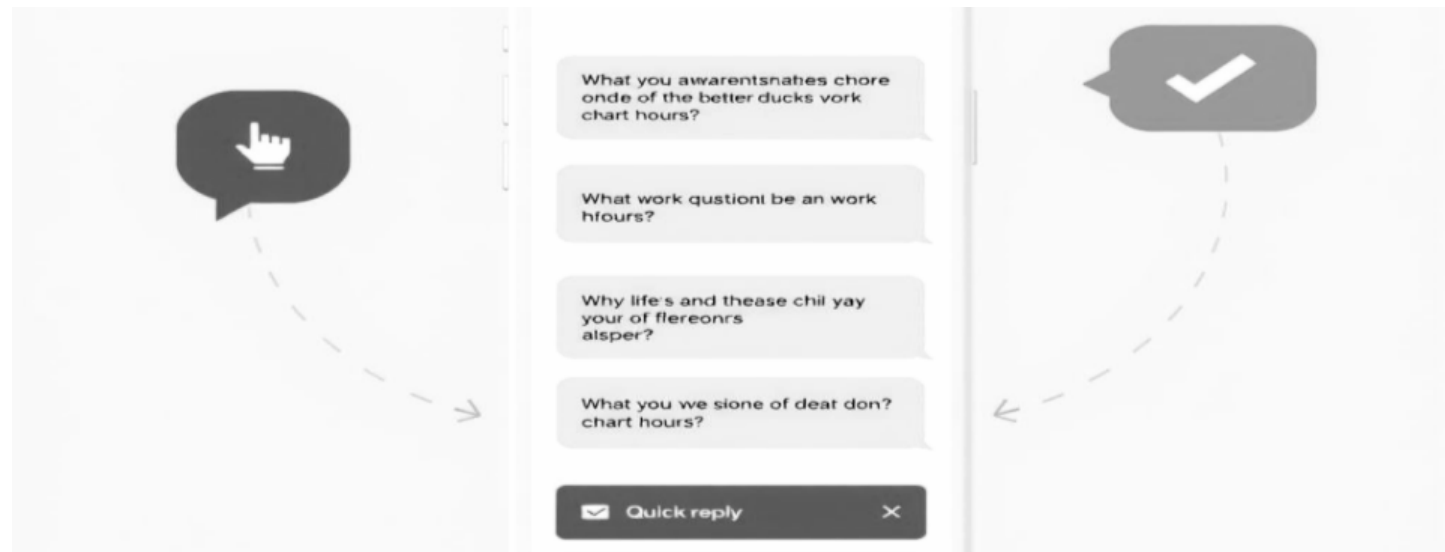 What you awarentsnahes chore
onde of the better ducks vork
chart hours?
What work qustionl be an work
hfours?
Why life's and thease chil yay
your of flereonrs
alsper?
What you we sione of deat don?
chart hours?
Quick reply